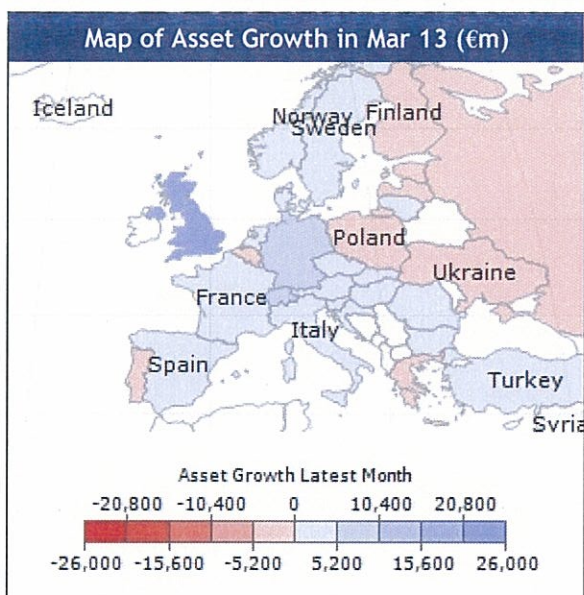 Map of Asset Growth in Mar 13 (€m)
Iceland
Norway Finland
Sweden
Poland
Ukraine
France
Italy
Spain
Turkey
Syria
Asset Growth Latest Month
-20,800 -10,400 0 10,400 20,800
-26,000 -15,600 -5,200 5,200 15,600 26,000